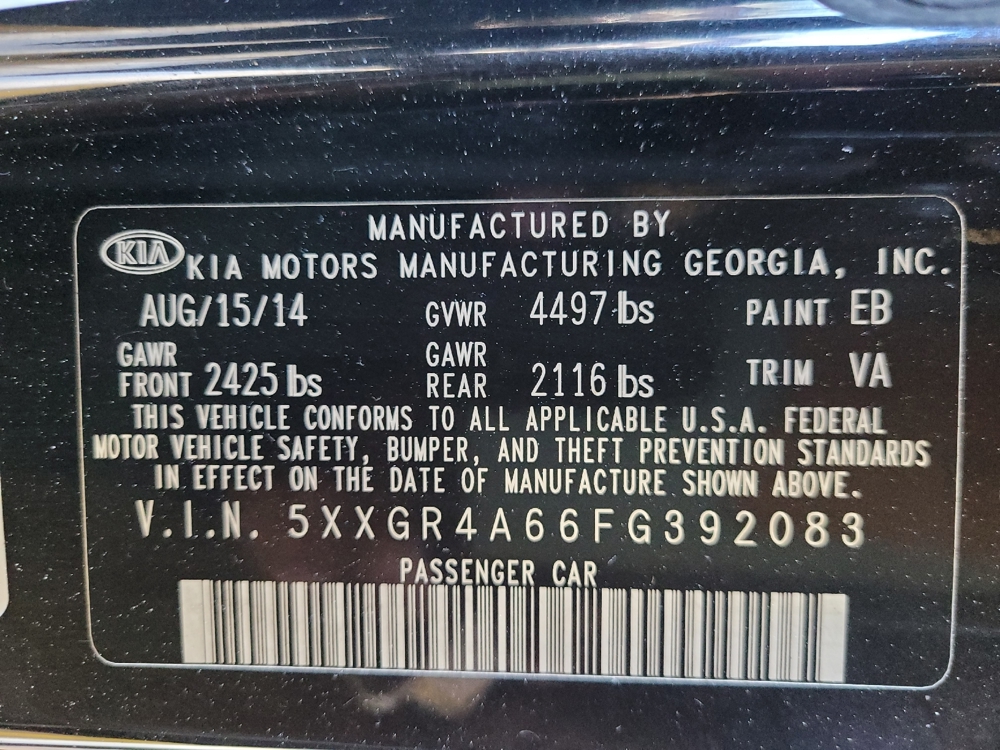 MANUFACTURED BY
KIA KIA MOTORS MANUFACTURING GEORGIA, INC.
AUG/15/14 GVWR 4497 lbs PAINT EB
GAWR FRONT 2425 lbs GAWR REAR 2116 lbs TRIM VA
THIS VEHICLE CONFORMS TO ALL APPLICABLE U.S.A. FEDERAL
MOTOR VEHICLE SAFETY, BUMPER, AND THEFT PREVENTION STANDARDS
IN EFFECT ON THE DATE OF MANUFACTURE SHOWN ABOVE.
V.I.N. 5XXGR4A66FG392083
PASSENGER CAR